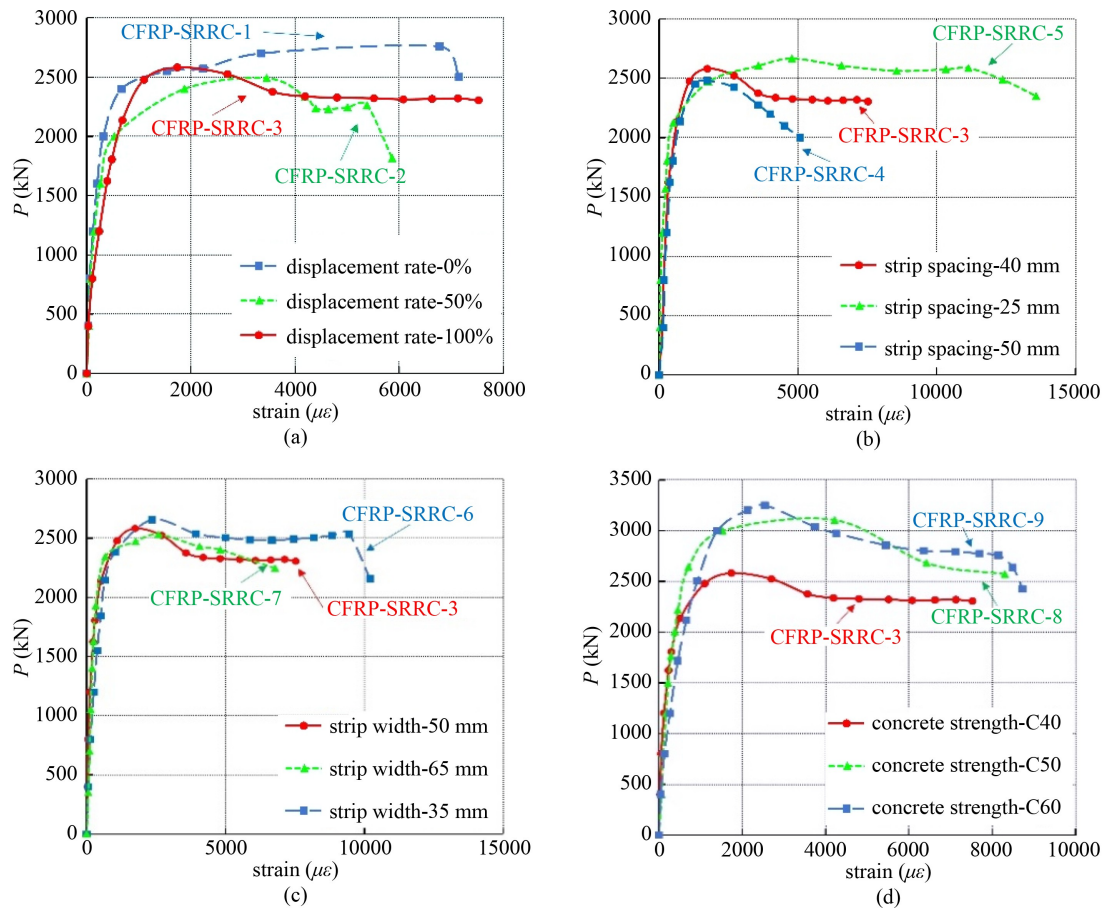 3000
2500
2000
1500
1000
500
0
P (kN)
CFRP-SRRC-1
CFRP-SRRC-3
CFRP-SRRC-2
displacement rate-0%
displacement rate-50%
displacement rate-100%
0 2000 4000 6000 8000
strain (με)
(a)
3000
2500
2000
1500
1000
500
0
P (kN)
CFRP-SRRC-5
CFRP-SRRC-3
CFRP-SRRC-4
strip spacing-40 mm
strip spacing-25 mm
strip spacing-50 mm
0 5000 10000 15000
strain (με)
(b)
3000
2500
2000
1500
1000
500
0
P (kN)
CFRP-SRRC-6
CFRP-SRRC-7
CFRP-SRRC-3
strip width-50 mm
strip width-65 mm
strip width-35 mm
0 5000 10000 15000
strain (με)
(c)
3500
3000
2500
2000
1500
1000
500
0
P (kN)
CFRP-SRRC-9
CFRP-SRRC-3
CFRP-SRRC-8
concrete strength-C40
concrete strength-C50
concrete strength-C60
0 2000 4000 6000 8000 10000
strain (με)
(d)